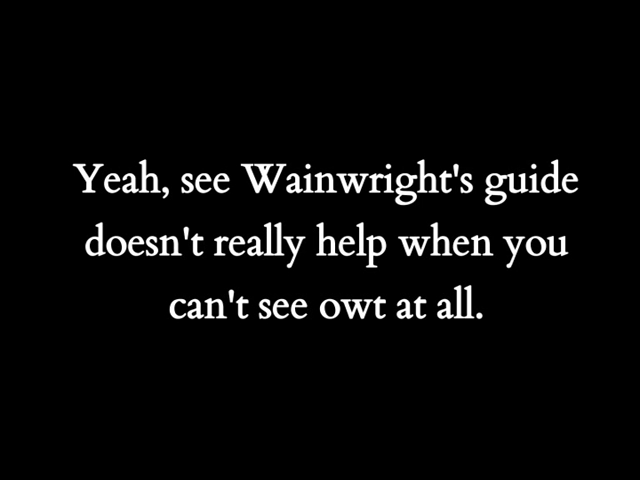 Yeah, see Wainwright's guide
doesn't really help when you
can't see owt at all.